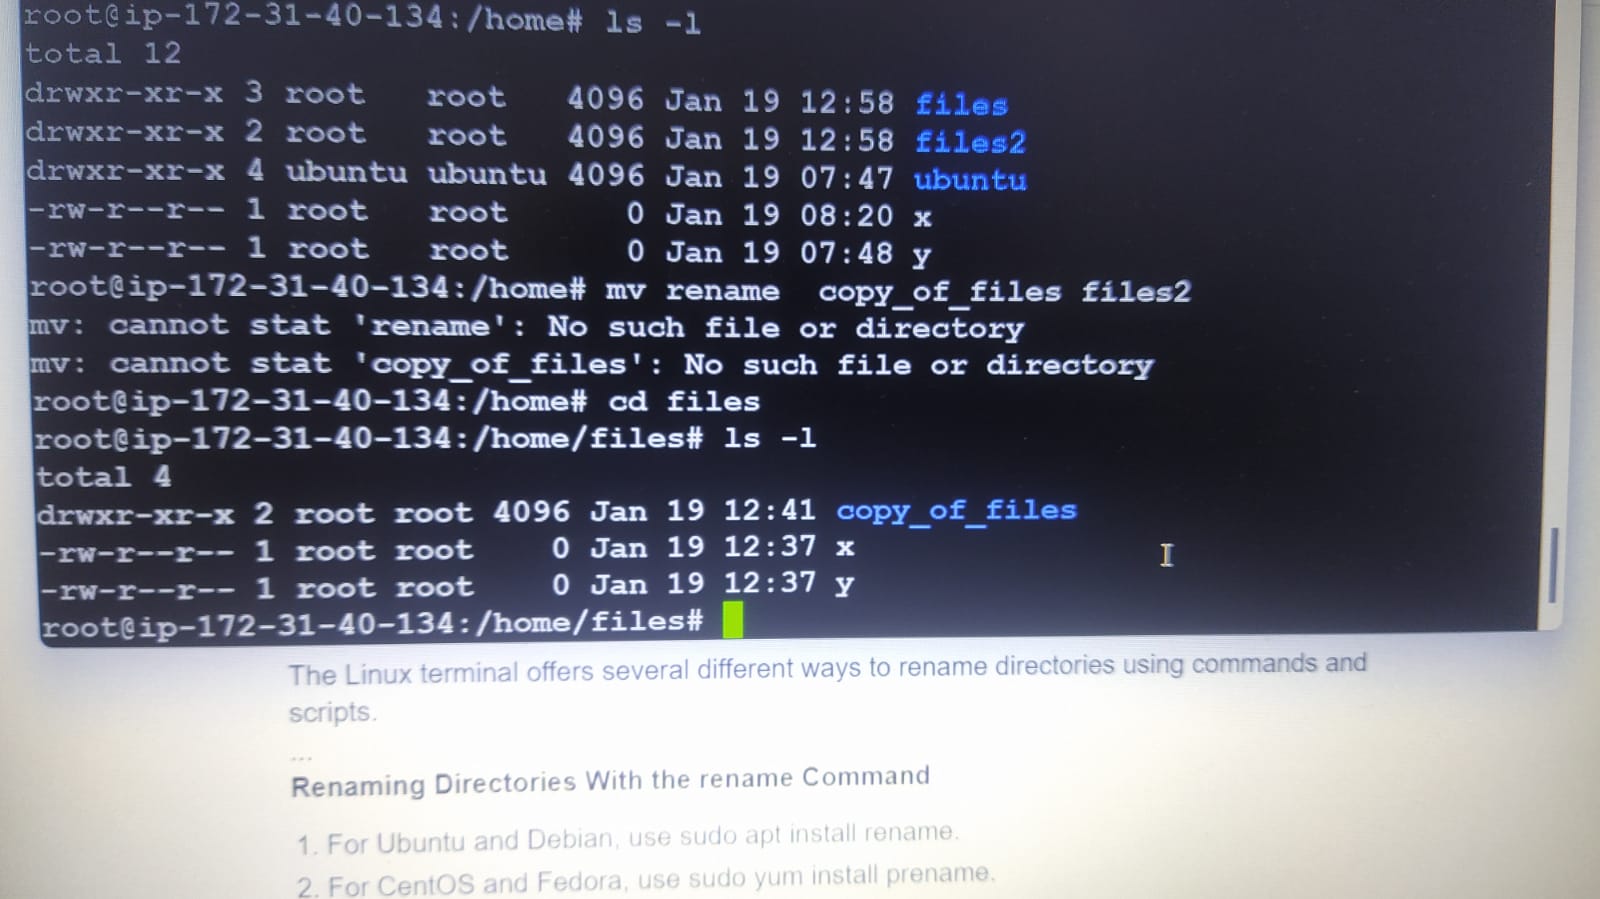 root@ip-172-31-40-134:/home# ls -l
total 12
drwxr-xr-x 3 root   root   4096 Jan 19 12:58 files
drwxr-xr-x 2 root   root   4096 Jan 19 12:58 files2
drwxr-xr-x 4 ubuntu ubuntu 4096 Jan 19 07:47 ubuntu
-rw-r--r-- 1 root   root      0 Jan 19 08:20 x
-rw-r--r-- 1 root   root      0 Jan 19 07:48 y
root@ip-172-31-40-134:/home# mv rename  copy_of_files files2
mv: cannot stat 'rename': No such file or directory
mv: cannot stat 'copy_of_files': No such file or directory
root@ip-172-31-40-134:/home# cd files
root@ip-172-31-40-134:/home/files# ls -l
total 4
drwxr-xr-x 2 root root 4096 Jan 19 12:41 copy_of_files
-rw-r--r-- 1 root root    0 Jan 19 12:37 x
-rw-r--r-- 1 root root    0 Jan 19 12:37 y
root@ip-172-31-40-134:/home/files#
The Linux terminal offers several different ways to rename directories using commands and
scripts.
...
Renaming Directories With the rename Command
1. For Ubuntu and Debian, use sudo apt install rename.
2. For CentOS and Fedora, use sudo yum install prename.